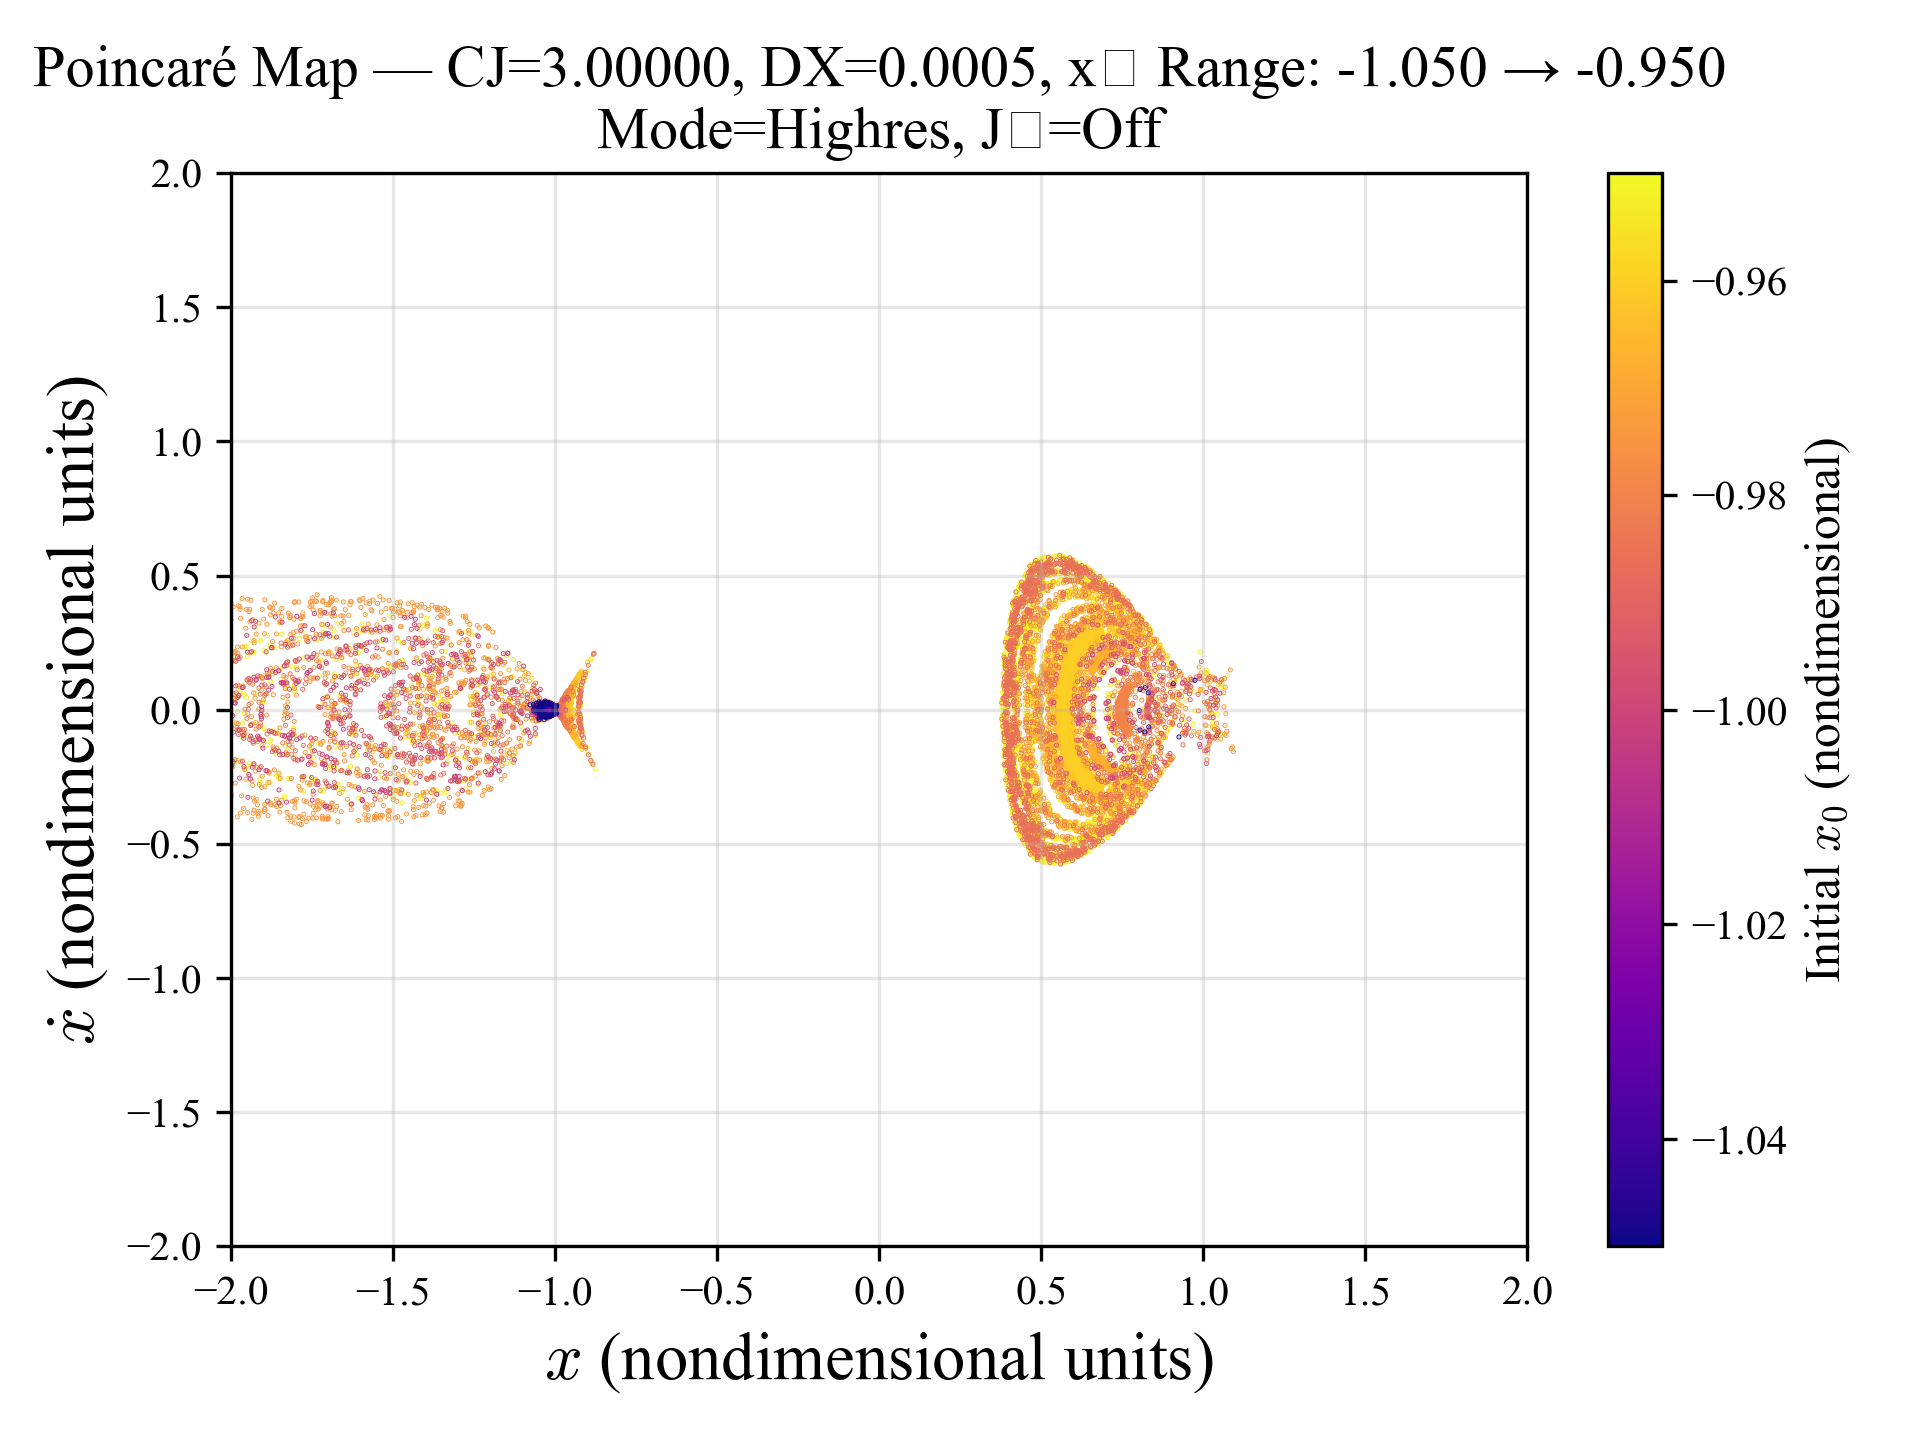 Poincaré Map — CJ=3.00000, DX=0.0005, x□ Range: -1.050 → -0.950
Mode=Highres, J□=Off
2.0
1.5
1.0
0.5
0.0
−0.5
−1.0
−1.5
−2.0
ẋ (nondimensional units)
−2.0 −1.5 −1.0 −0.5 0.0 0.5 1.0 1.5 2.0
x (nondimensional units)
−0.96
−0.98
−1.00
−1.02
−1.04
Initial x₀ (nondimensional)